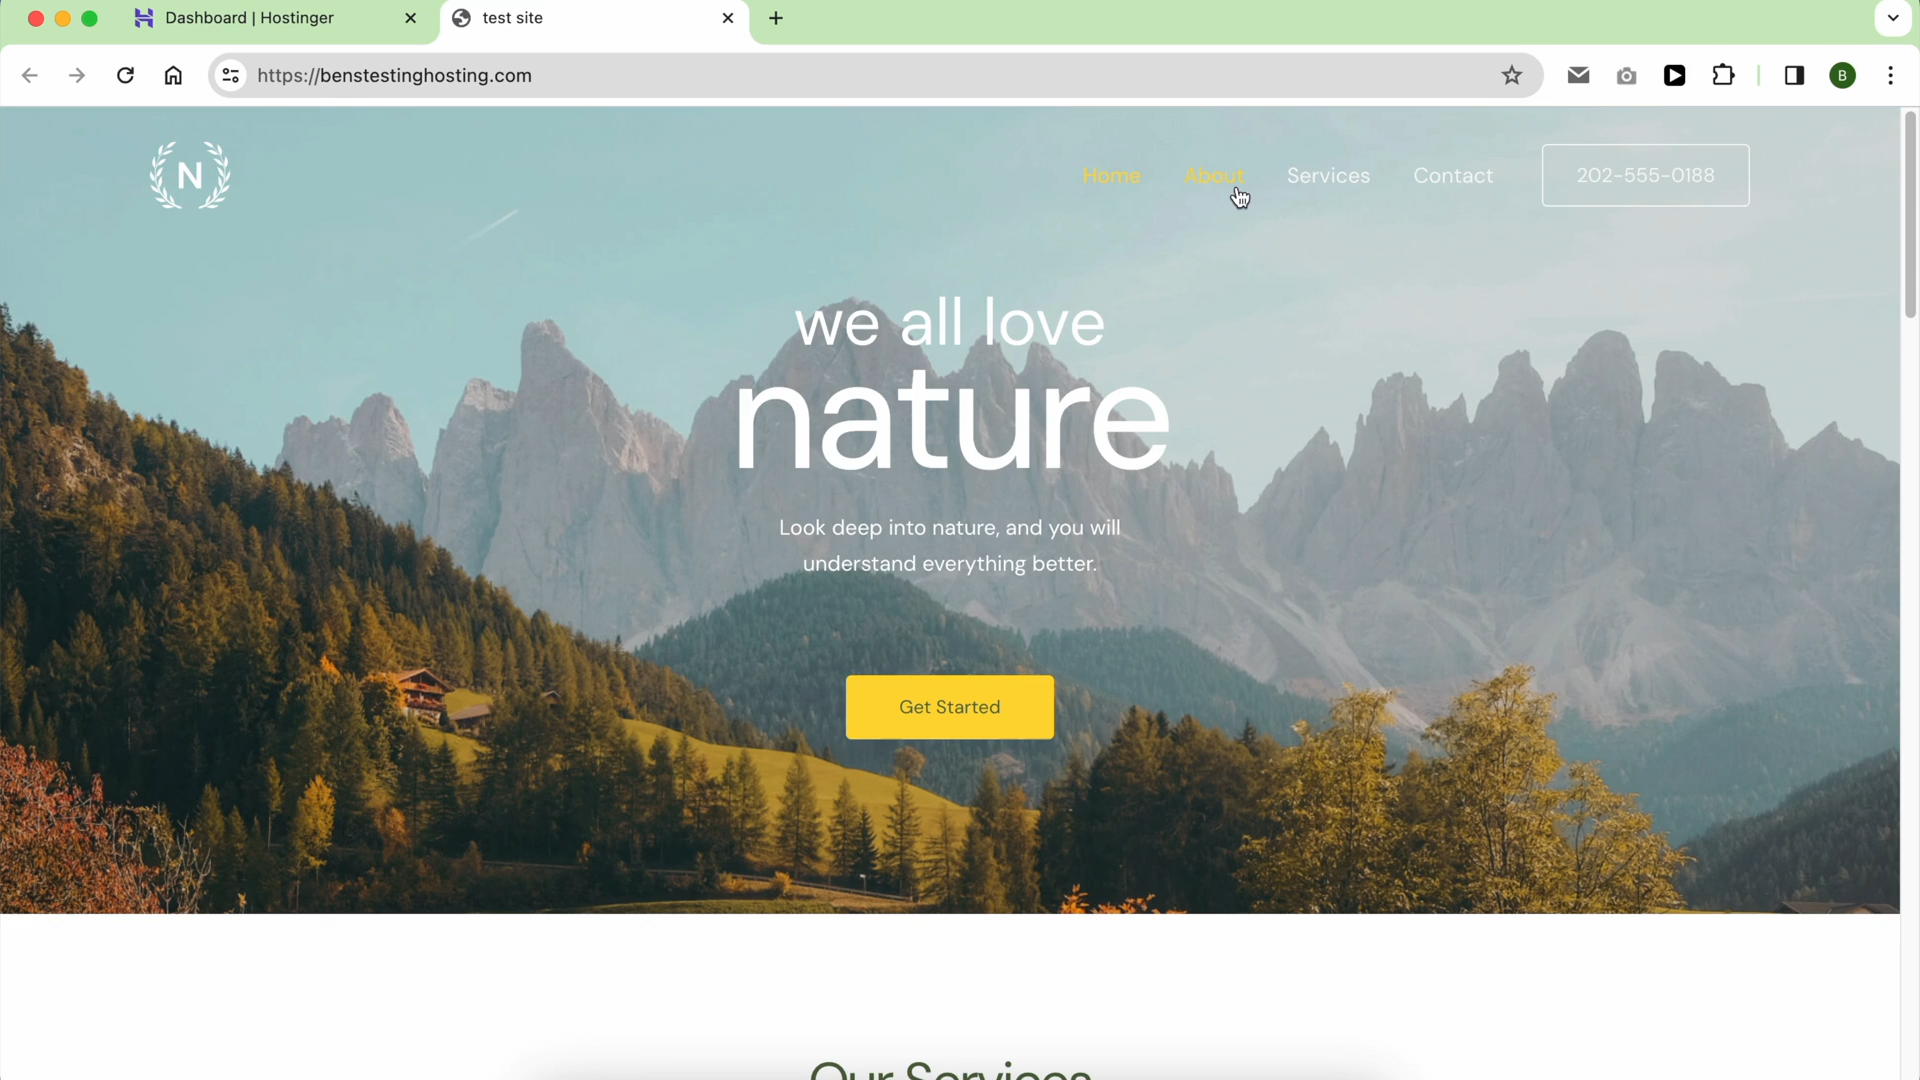 Dashboard | Hostinger
test site
https://benstestinghosting.com
B
N
Home
About
Services
Contact
202-555-0188
we all love
nature
Look deep into nature, and you will
understand everything better.
Get Started
Our Services